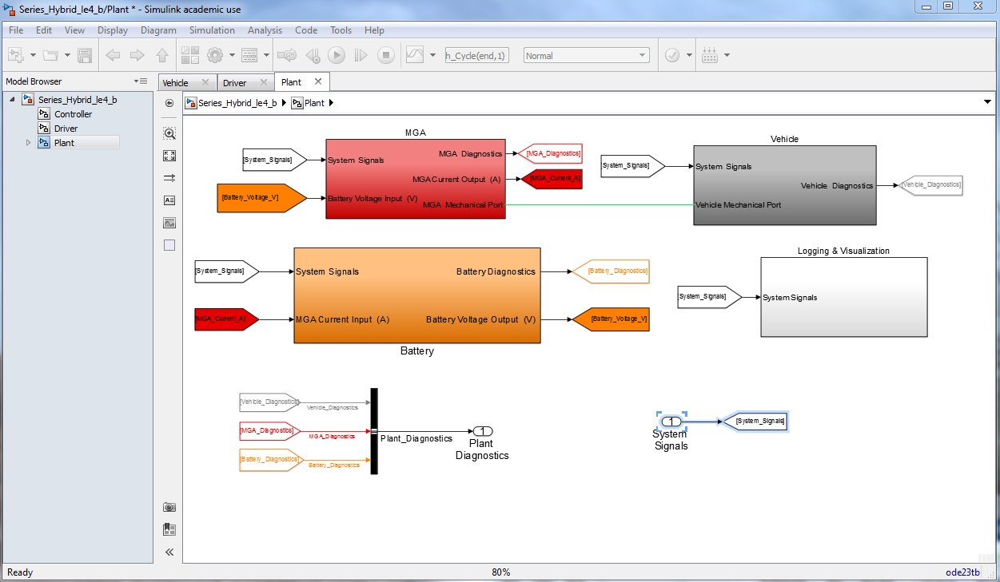 Series_Hybrid_le4_b/Plant * - Simulink academic use
File Edit View Display Diagram Simulation Analysis Code Tools Help
h_Cycle(end,1) Normal
Model Browser
Vehicle Driver Plant
Series_Hybrid_le4_b
Controller
Driver
Plant
Series_Hybrid_le4_b Plant
MGA
[System_Signals]
System Signals
MGA Diagnostics
[MGA_Diagnostics]
MGA Current Output (A)
[MGA_Current_A]
[Battery_Voltage_V]
Battery Voltage Input (V)
MGA Mechanical Port
Vehicle
[System_Signals]
System Signals
Vehicle Diagnostics
[Vehicle_Diagnostics]
Vehicle Mechanical Port
[System_Signals]
System Signals
Battery Diagnostics
[Battery_Diagnostics]
[MGA_Current_A]
MGA Current Input (A)
Battery Voltage Output (V)
[Battery_Voltage_V]
Battery
Logging & Visualization
[System_Signals]
System Signals
[Vehicle_Diagnostics]
Vehicle_Diagnostics
[MGA_Diagnostics]
MGA_Diagnostics
[Battery_Diagnostics]
Battery_Diagnostics
Plant_Diagnostics
1
Plant
Diagnostics
1
System
Signals
[System_Signals]
Ready 80% ode23tb